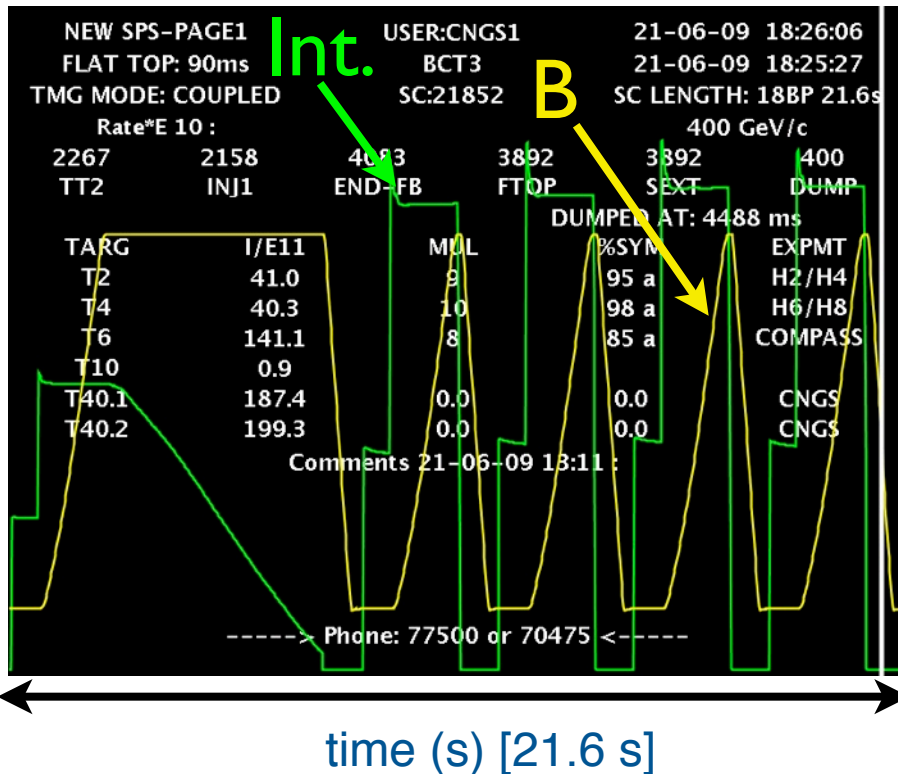 NEW SPS-PAGE1 USER:CNGS1 21-06-09 18:26:06
FLAT TOP: 90ms BCT3 21-06-09 18:25:27
TMG MODE: COUPLED SC:21852 SC LENGTH: 18BP 21.6s
Int.
B
Rate*E 10 : 400 GeV/c
2267 2158 4083 3892 3892 400
TT2 INJ1 END-FB FTOP SEXT DUMP
DUMPED AT: 4488 ms
TARG I/E11 MUL %SYM EXPMT
T2 41.0 9 95 a H2/H4
T4 40.3 10 98 a H6/H8
T6 141.1 8 85 a COMPASS
T10 0.9
T40.1 187.4 0.0 0.0 CNGS
T40.2 199.3 0.0 0.0 CNGS
Comments 21-06-09 13:11 :
-----> Phone: 77500 or 70475 <-----
time (s) [21.6 s]